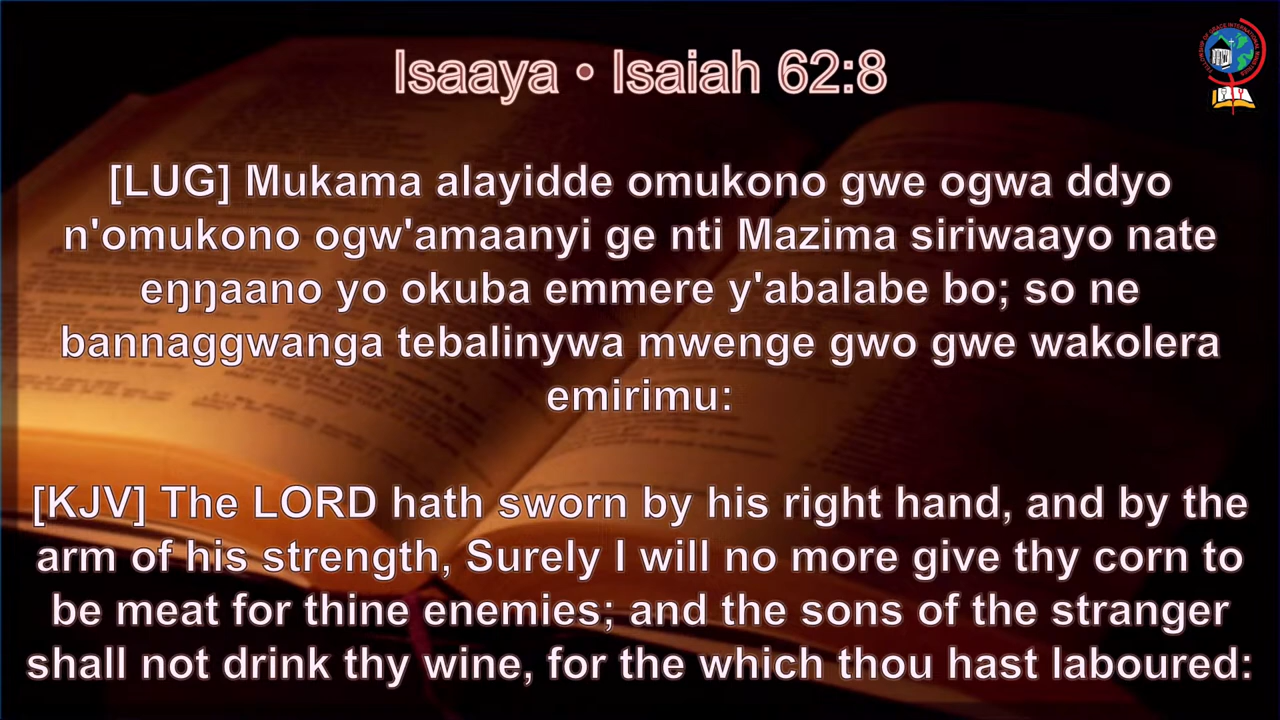 Isaaya • Isaiah 62:8
[LUG] Mukama alayidde omukono gwe ogwa ddyo
n'omukono ogw'amaanyi ge nti Mazima siriwaayo nate
eŋŋaano yo okuba emmere y'abalabe bo; so ne
bannaggwanga tebalinywa mwenge gwo gwe wakolera
emirimu:
[KJV] The LORD hath sworn by his right hand, and by the
arm of his strength, Surely I will no more give thy corn to
be meat for thine enemies; and the sons of the stranger
shall not drink thy wine, for the which thou hast laboured: